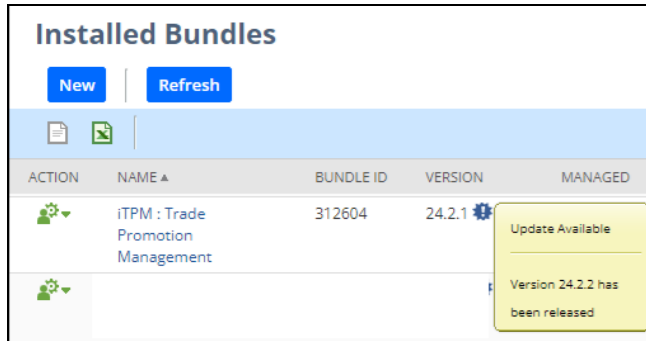 Installed Bundles
New
Refresh
ACTION NAME BUNDLE ID VERSION MANAGED
iTPM : Trade 312604 24.2.1
Promotion
Management
Update Available
Version 24.2.2 has
been released